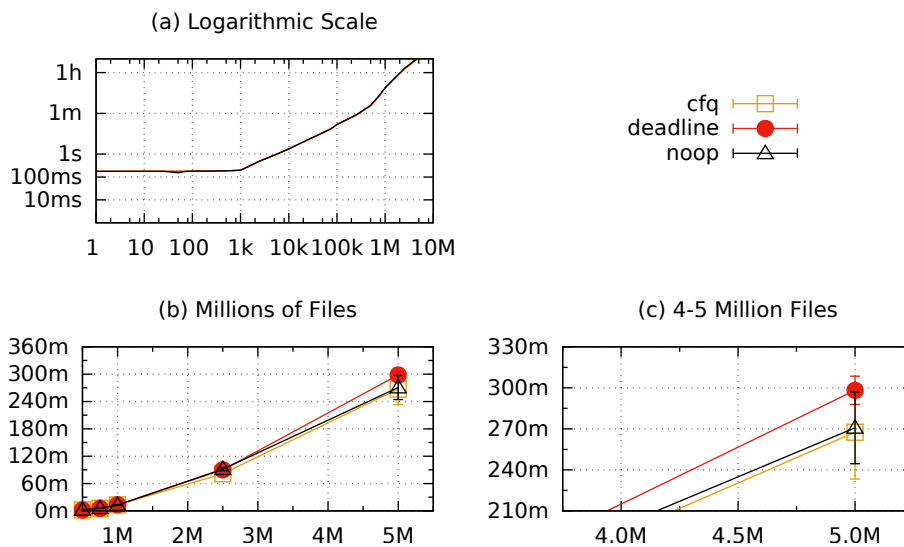 (a) Logarithmic Scale
1h
1m
1s
100ms
10ms
1 10 100 1k 10k 100k 1M 10M
cfq
deadline
noop
(b) Millions of Files
360m
300m
240m
180m
120m
60m
0m
1M 2M 3M 4M 5M
(c) 4-5 Million Files
330m
300m
270m
240m
210m
4.0M 4.5M 5.0M